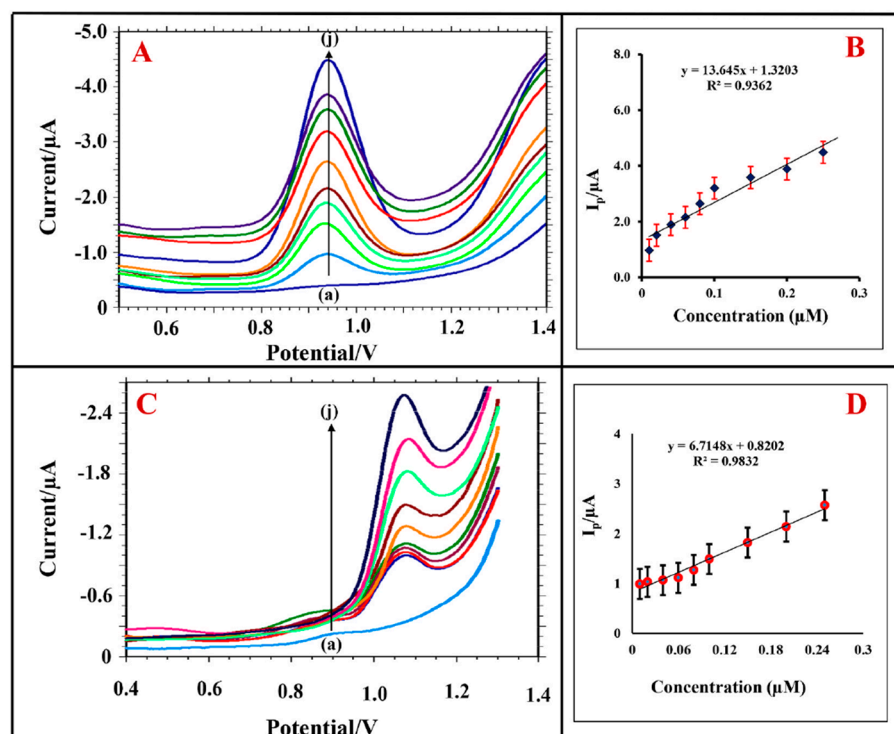 A
(j)
-5.0
-4.0
-3.0
-2.0
-1.0
0
Current/µA
(a)
0.6 0.8 1.0 1.2 1.4
Potential/V
B
y = 13.645x + 1.3203
R² = 0.9362
8.0
6.0
4.0
2.0
0.0
Ip/µA
0 0.1 0.2 0.3
Concentration (µM)
C
(j)
-2.4
-1.8
-1.2
-0.6
0
Current/µA
(a)
0.4 0.6 0.8 1.0 1.2 1.4
Potential/V
D
y = 6.7148x + 0.8202
R² = 0.9832
4
3
2
1
0
Ip/µA
0 0.06 0.12 0.18 0.24 0.3
Concentration (µM)